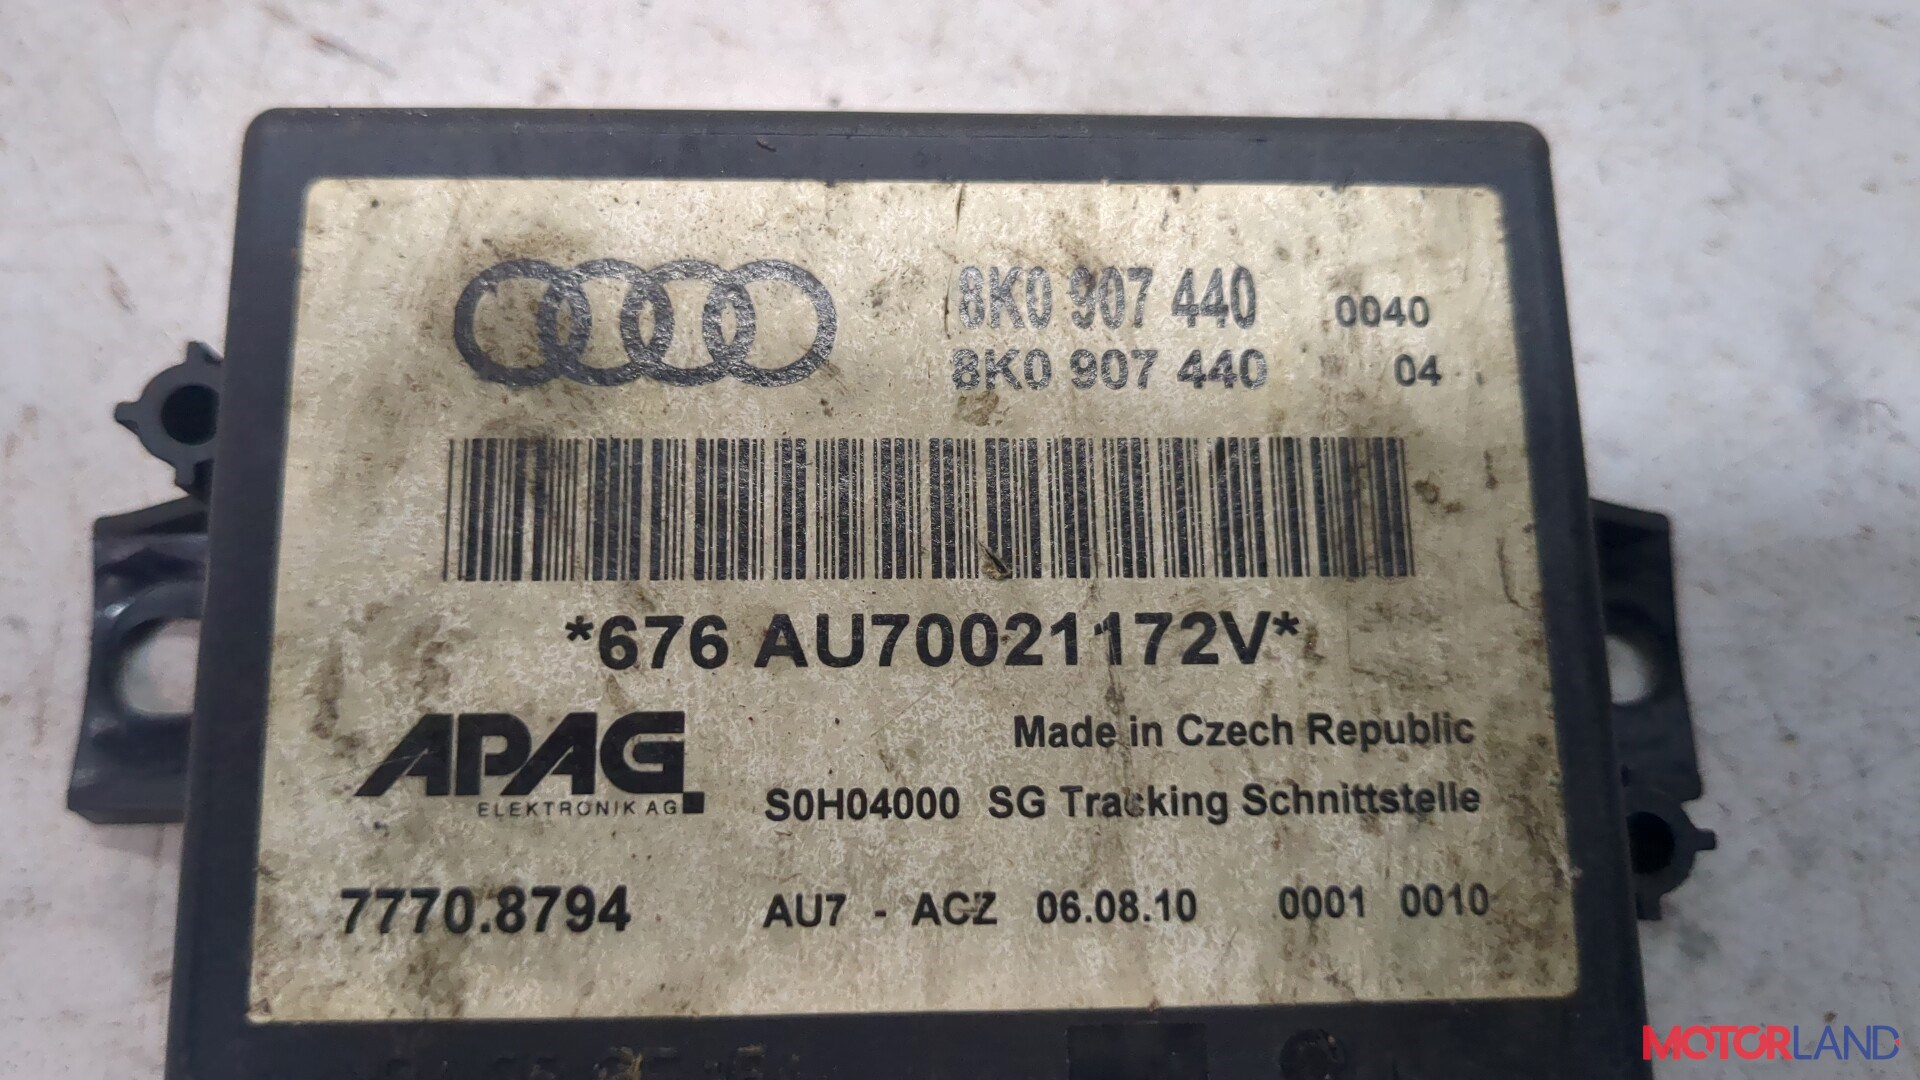 8K0 907 440 0040
8K0 907 440 04
*676 AU70021172V*
APAG
ELEKTRONIK AG
Made in Czech Republic
S0H04000 SG Tracking Schnittstelle
7770.8794 AU7 - ACZ 06.08.10 0001 0010
MOTORLAND